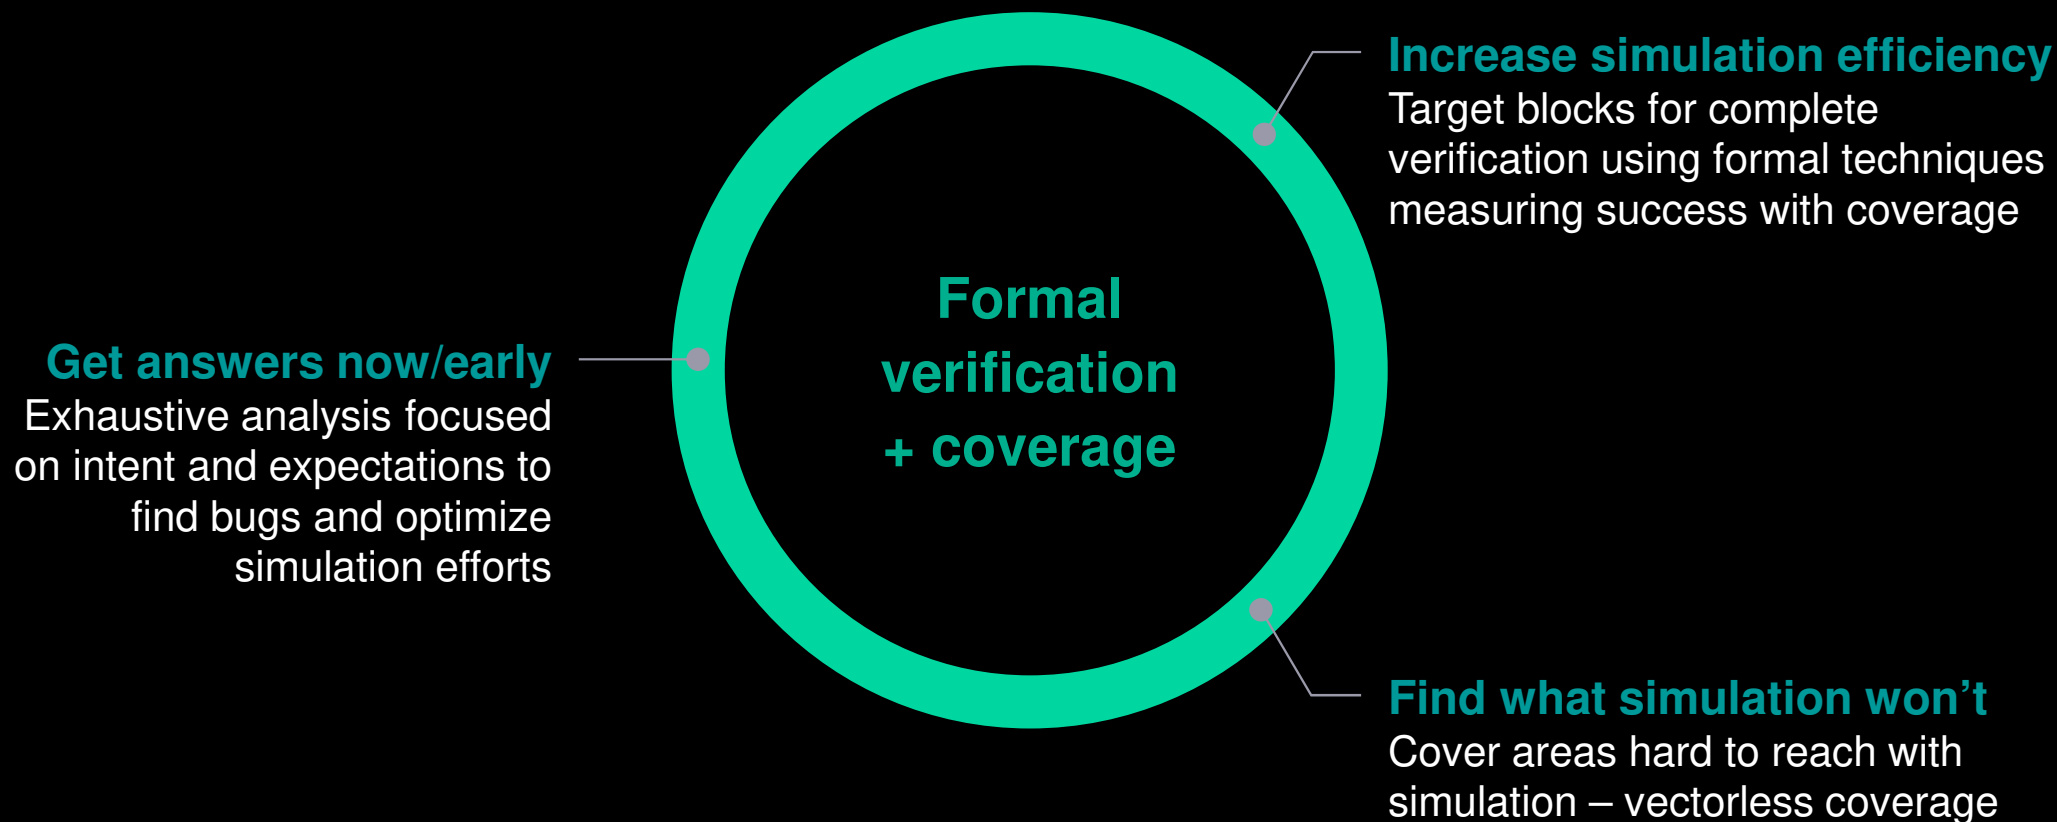 Increase simulation efficiency
Target blocks for complete
verification using formal techniques
measuring success with coverage
Formal
verification
+ coverage
Get answers now/early
Exhaustive analysis focused
on intent and expectations to
find bugs and optimize
simulation efforts
Find what simulation won’t
Cover areas hard to reach with
simulation – vectorless coverage